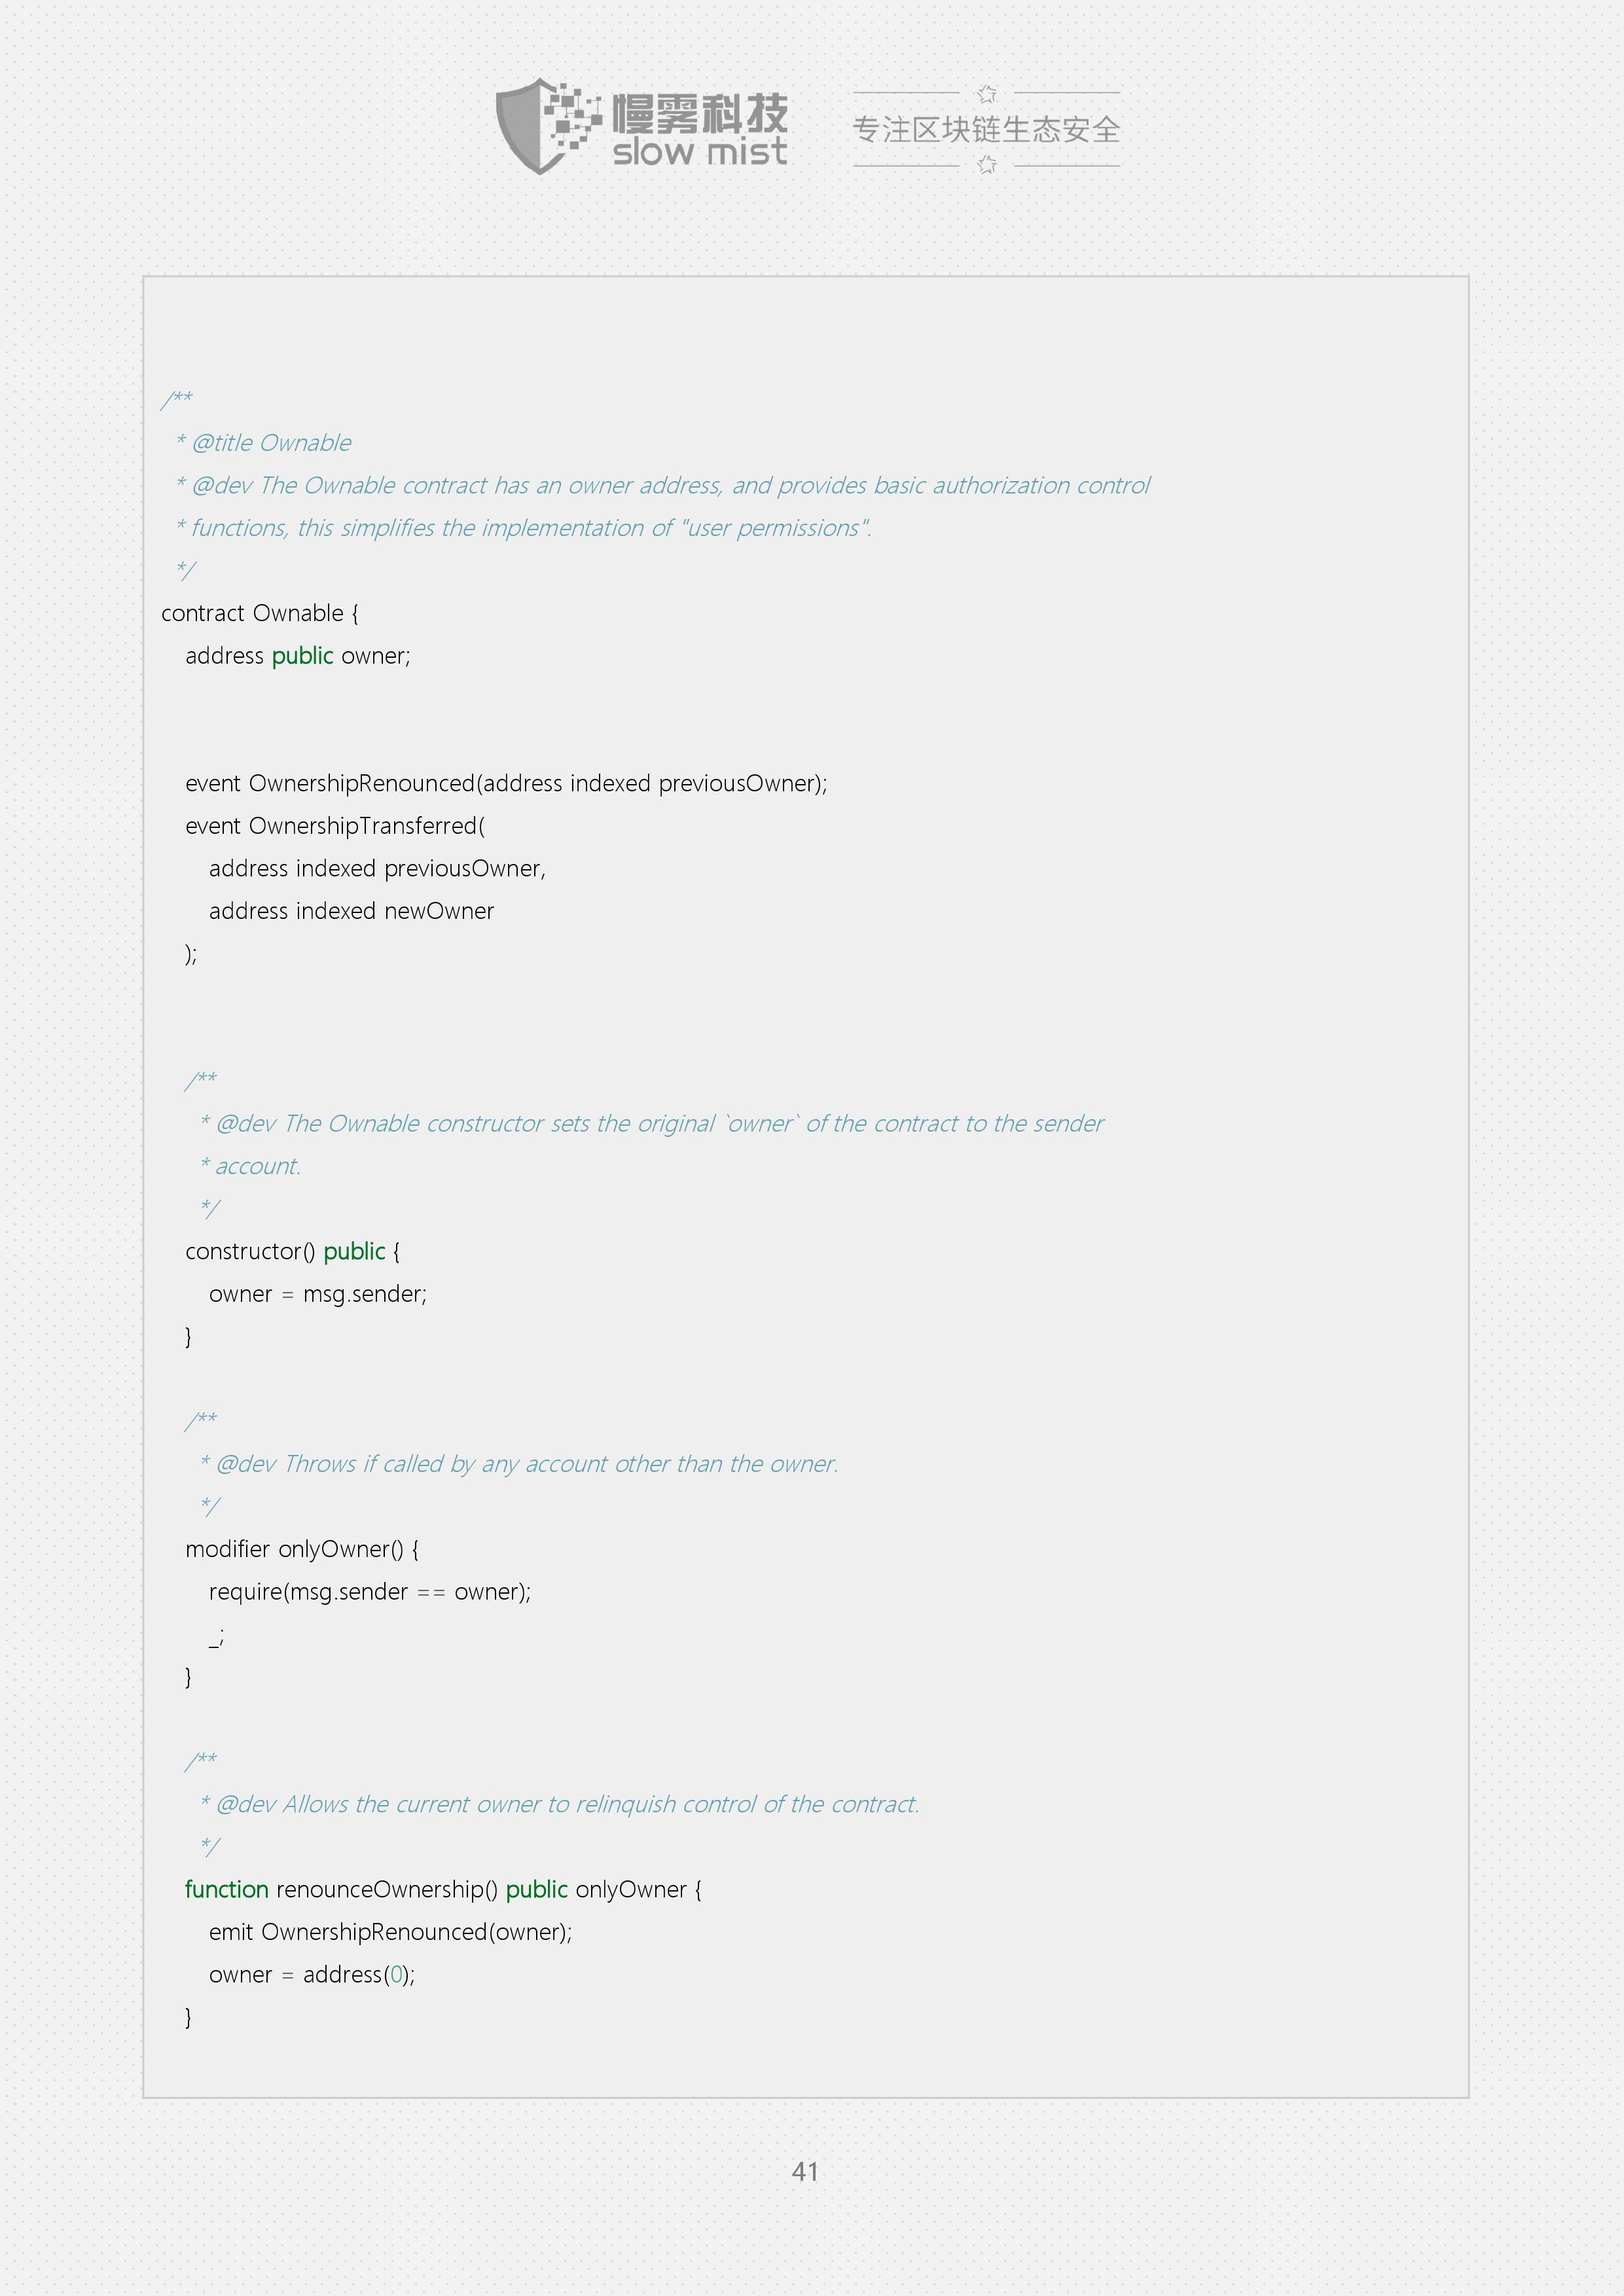 慢雾科技
slow mist
专注区块链生态安全
/**
* @title Ownable
* @dev The Ownable contract has an owner address, and provides basic authorization control
* functions, this simplifies the implementation of "user permissions".
*/
contract Ownable {
address public owner;
event OwnershipRenounced(address indexed previousOwner);
event OwnershipTransferred(
address indexed previousOwner,
address indexed newOwner
);
/**
* @dev The Ownable constructor sets the original `owner` of the contract to the sender
* account.
*/
constructor() public {
owner = msg.sender;
}
/**
* @dev Throws if called by any account other than the owner.
*/
modifier onlyOwner() {
require(msg.sender == owner);
_;
}
/**
* @dev Allows the current owner to relinquish control of the contract.
*/
function renounceOwnership() public onlyOwner {
emit OwnershipRenounced(owner);
owner = address(0);
}
41